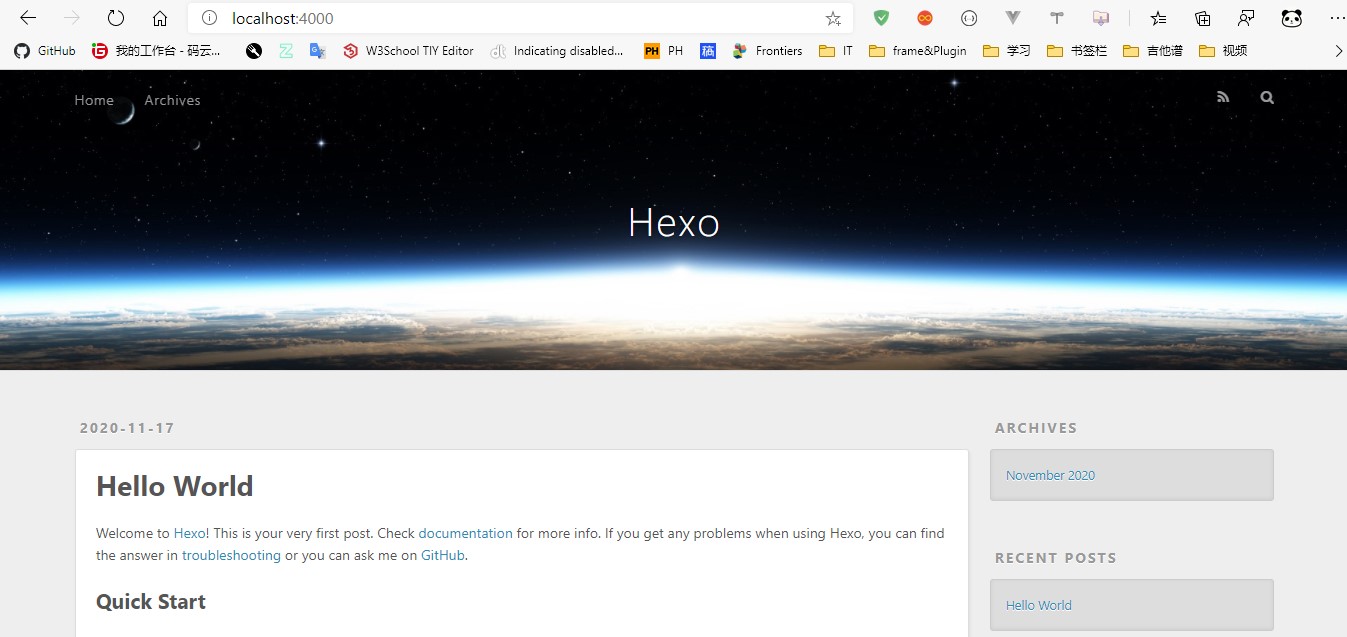 localhost:4000
GitHub
我的工作台 - 码云...
W3School TIY Editor
Indicating disabled...
PH PH
Frontiers
IT
frame&Plugin
学习
书签栏
吉他谱
视频
Home
Archives
Hexo
2020-11-17
Hello World
Welcome to Hexo! This is your very first post. Check documentation for more info. If you get any problems when using Hexo, you can find
the answer in troubleshooting or you can ask me on GitHub.
Quick Start
ARCHIVES
November 2020
RECENT POSTS
Hello World